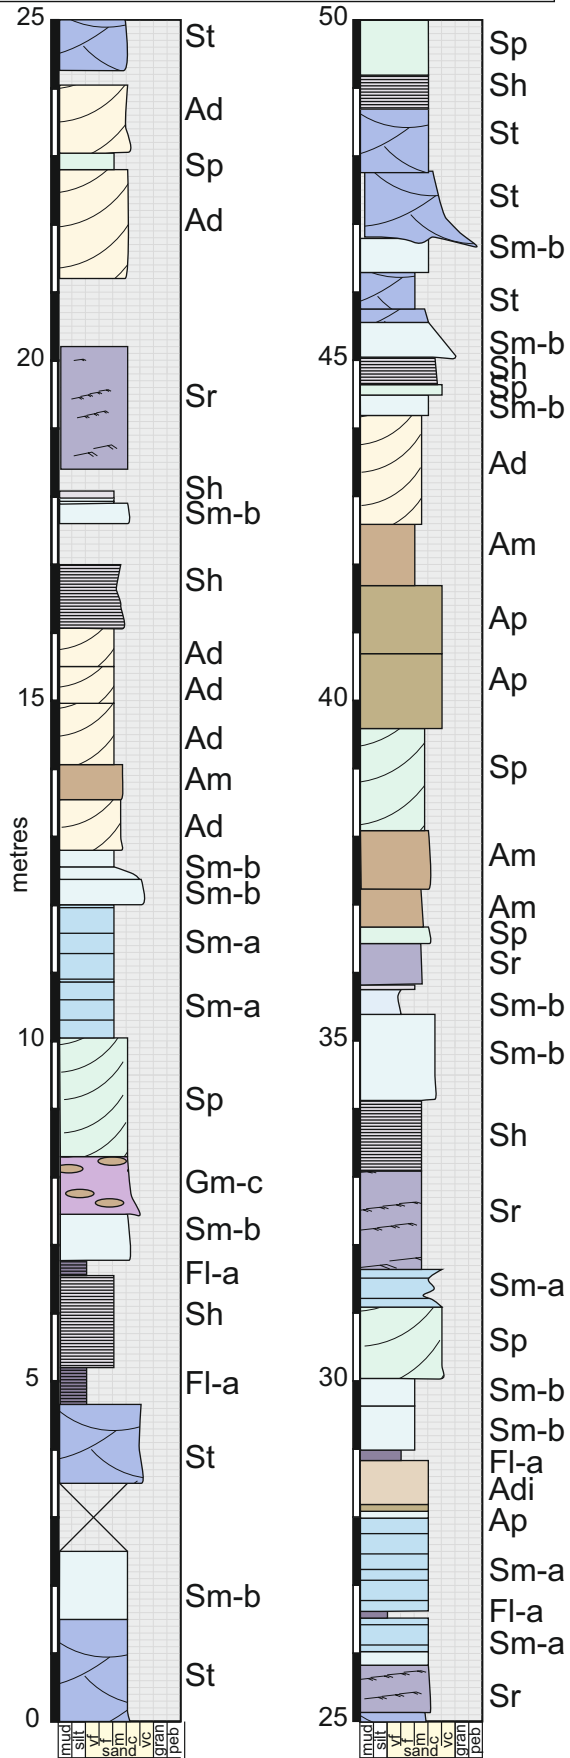 25
St
Ad
Sp
Ad
20
Sr
Sh
Sm-b
Sh
Ad
Ad
15
Ad
Am
Ad
metres
Sm-b
Sm-b
Sm-a
Sm-a
10
Sp
Gm-c
Sm-b
Fl-a
Sh
Fl-a
5
St
Sm-b
St
0
mud silt vf f m c vc gran peb
sand
50
Sp
Sh
St
St
Sm-b
St
Sm-b
45
Sh
Sp
Sm-b
Ad
Am
Ap
Ap
40
Sp
Am
Am
Sp
Sr
Sm-b
35
Sm-b
Sh
Sr
Sm-a
Sp
30
Sm-b
Sm-b
Fl-a
Adi
Ap
Sm-a
Fl-a
Sm-a
Sr
25
mud silt vf f m c vc gran peb
sand